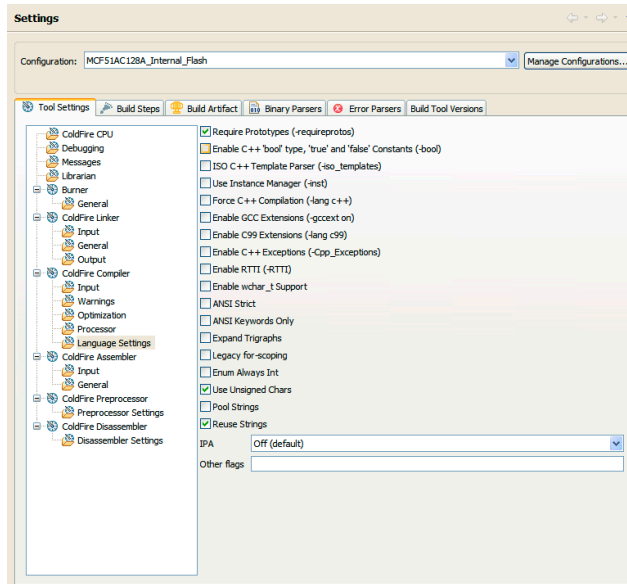 Settings
Configuration: MCF51AC128A_Internal_Flash Manage Configurations...
Tool Settings Build Steps Build Artifact Binary Parsers Error Parsers Build Tool Versions
ColdFire CPU
Debugging
Messages
Librarian
Burner
General
ColdFire Linker
Input
General
Output
ColdFire Compiler
Input
Warnings
Optimization
Processor
Language Settings
ColdFire Assembler
Input
General
ColdFire Preprocessor
Preprocessor Settings
ColdFire Disassembler
Disassembler Settings
Require Prototypes (-requireprotos)
Enable C++ 'bool' type, 'true' and 'false' Constants (-bool)
ISO C++ Template Parser (-iso_templates)
Use Instance Manager (-inst)
Force C++ Compilation (-lang c++)
Enable GCC Extensions (-gccext on)
Enable C99 Extensions (-lang c99)
Enable C++ Exceptions (-Cpp_Exceptions)
Enable RTTI (-RTTI)
Enable wchar_t Support
ANSI Strict
ANSI Keywords Only
Expand Trigraphs
Legacy for-scoping
Enum Always Int
Use Unsigned Chars
Pool Strings
Reuse Strings
IPA Off (default)
Other flags